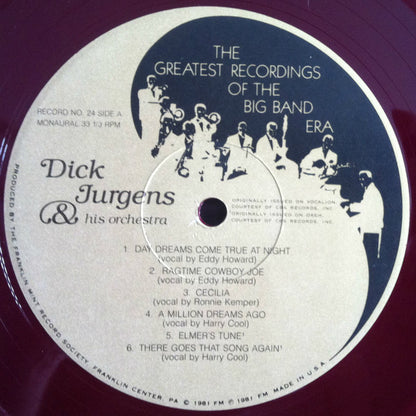 THE
GREATEST RECORDINGS
OF THE
BIG BAND
ERA
RECORD NO. 24 SIDE A
MONAURAL 33 1/3 RPM
Dick
Jurgens
& his orchestra
ORIGINALLY ISSUED ON VOCALION
COURTESY OF CBS RECORDS, INC.
ORIGINALLY ISSUED ON OKEH,
COURTESY OF CBS RECORDS, INC.
1. DAY DREAMS COME TRUE AT NIGHT
(vocal by Eddy Howard)
2. RAGTIME COWBOY JOE
(vocal by Eddy Howard)
3. CECILIA
(vocal by Ronnie Kemper)
4. A MILLION DREAMS AGO
(vocal by Harry Cool)
5. ELMER'S TUNE
6. THERE GOES THAT SONG AGAIN
(vocal by Harry Cool)
PRODUCED BY THE FRANKLIN MINT RECORD SOCIETY, FRANKLIN CENTER, PA © 1981 FM ℗ 1981 FM MADE IN U.S.A.